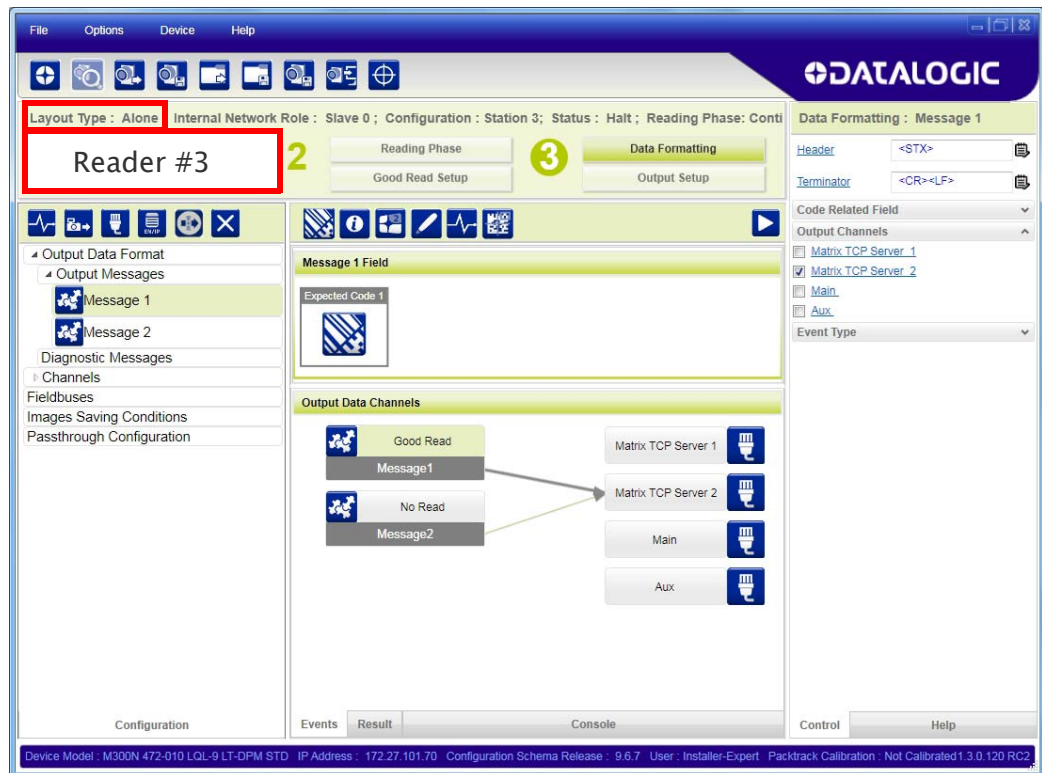 File Options Device Help
DATALOGIC
Layout Type : Alone Internal Network Role : Slave 0 ; Configuration : Station 3; Status : Halt ; Reading Phase: Conti
Reader #3
2 Reading Phase 3 Data Formatting
Good Read Setup Output Setup
Data Formatting : Message 1
Header <STX>
Terminator <CR><LF>
Code Related Field
Output Channels
Matrix TCP Server 1
Matrix TCP Server 2
Main
Aux
Event Type
EN/IP
Output Data Format
Output Messages
Message 1
Message 2
Diagnostic Messages
Channels
Fieldbuses
Images Saving Conditions
Passthrough Configuration
Configuration
Message 1 Field
Expected Code 1
Output Data Channels
Good Read
Message1
No Read
Message2
Matrix TCP Server 1
Matrix TCP Server 2
Main
Aux
Events Result Console
Control Help
Device Model : M300N 472-010 LQL-9 LT-DPM STD IP Address : 172.27.101.70 Configuration Schema Release : 9.6.7 User : Installer-Expert Packtrack Calibration : Not Calibrated 1.3.0.120 RC2